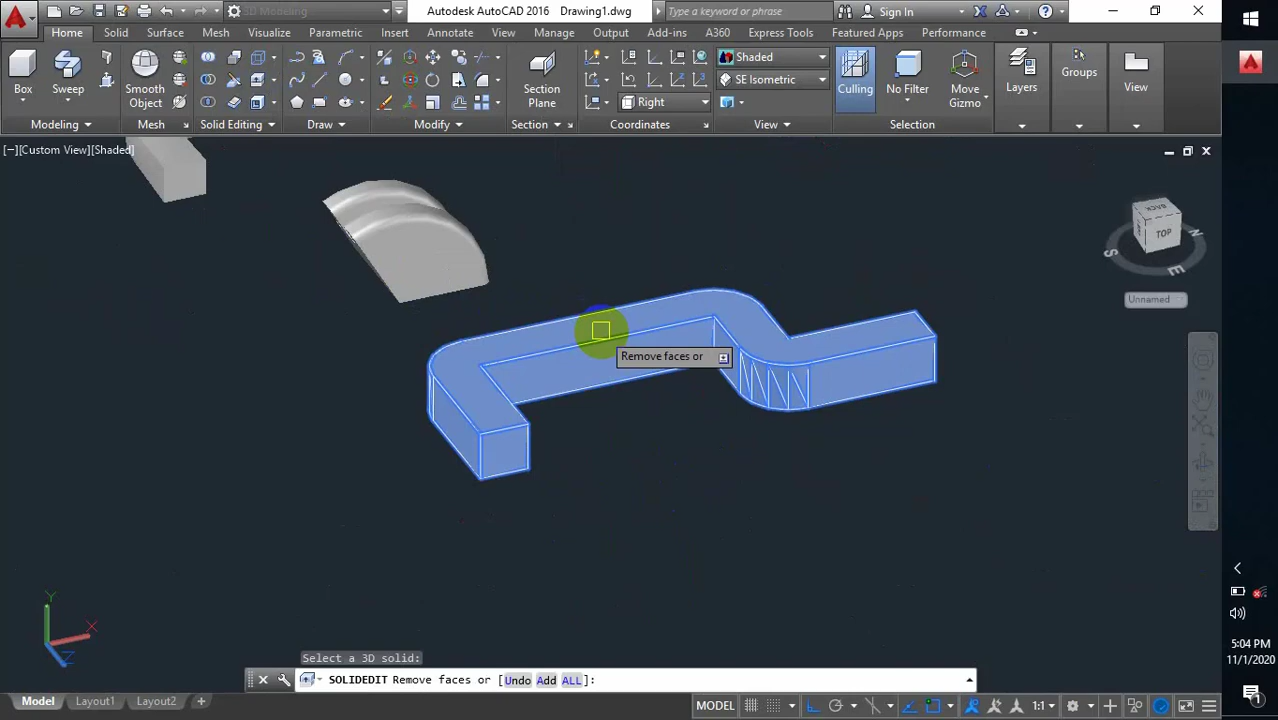 3D Modeling
Autodesk AutoCAD 2016 Drawing1.dwg
Type a keyword or phrase
Sign In
Home Solid Surface Mesh Visualize Parametric Insert Annotate View Manage Output Add-ins A360 Express Tools Featured Apps Performance
Box
Sweep
Smooth
Object
Section
Plane
Shaded
SE Isometric
Right
Culling
No Filter
Move
Gizmo
Layers
Groups
View
Modeling
Mesh
Solid Editing
Draw
Modify
Section
Coordinates
View
Selection
[−][Custom View][Shaded]
BACK
TOP
S
N
E
Unnamed
Remove faces or
Y
X
Z
Select a 3D solid:
SOLIDEDIT Remove faces or [Undo Add ALL]:
Model Layout1 Layout2 +
MODEL
1:1
5:04 PM
11/1/2020
1